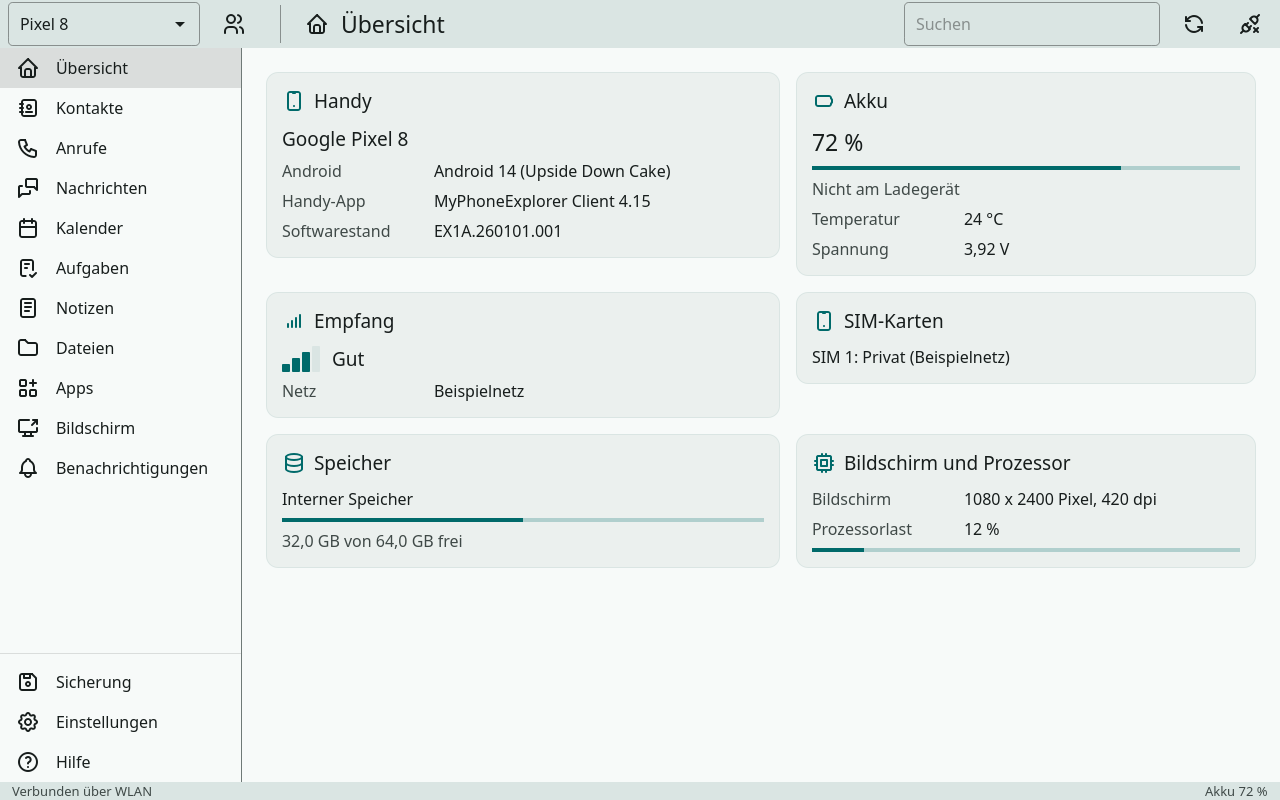 Pixel 8
Übersicht
Suchen
Übersicht
Kontakte
Anrufe
Nachrichten
Kalender
Aufgaben
Notizen
Dateien
Apps
Bildschirm
Benachrichtigungen
Sicherung
Einstellungen
Hilfe
Handy
Google Pixel 8
Android Android 14 (Upside Down Cake)
Handy-App MyPhoneExplorer Client 4.15
Softwarestand EX1A.260101.001
Akku
72 %
Nicht am Ladegerät
Temperatur 24 °C
Spannung 3,92 V
Empfang
Gut
Netz Beispielnetz
SIM-Karten
SIM 1: Privat (Beispielnetz)
Speicher
Interner Speicher
32,0 GB von 64,0 GB frei
Bildschirm und Prozessor
Bildschirm 1080 x 2400 Pixel, 420 dpi
Prozessorlast 12 %
Verbunden über WLAN
Akku 72 %